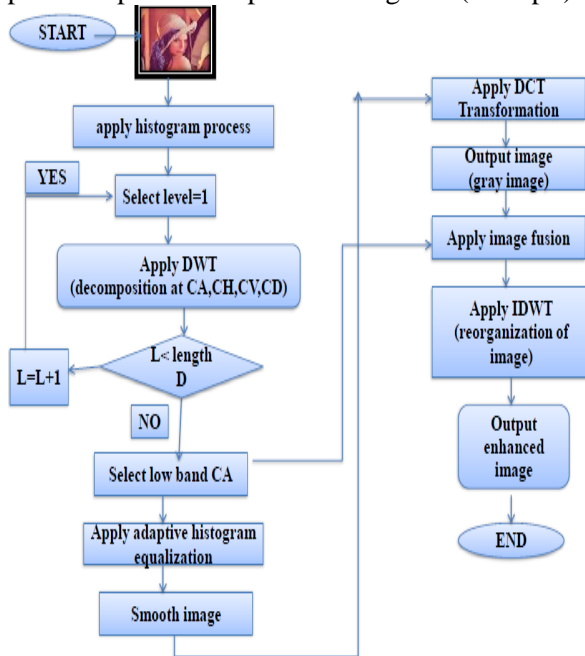 START
apply histogram process
YES
Select level=1
Apply DWT
(decomposition at CA,CH,CV,CD)
L< length
D
L=L+1
NO
Select low band CA
Apply adaptive histogram
equalization
Smooth image
Apply DCT
Transformation
Output image
(gray image)
Apply image fusion
Apply IDWT
(reorganization of
image)
Output
enhanced
image
END